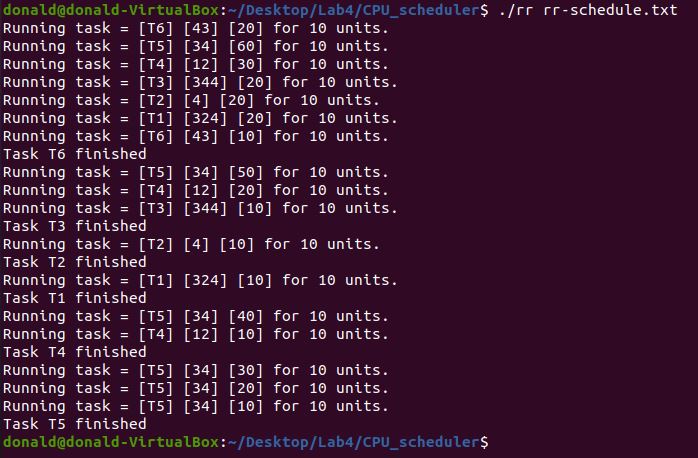 donald@donald-VirtualBox:~/Desktop/Lab4/CPU_scheduler$ ./rr rr-schedule.txt
Running task = [T6] [43] [20] for 10 units.
Running task = [T5] [34] [60] for 10 units.
Running task = [T4] [12] [30] for 10 units.
Running task = [T3] [344] [20] for 10 units.
Running task = [T2] [4] [20] for 10 units.
Running task = [T1] [324] [20] for 10 units.
Running task = [T6] [43] [10] for 10 units.
Task T6 finished
Running task = [T5] [34] [50] for 10 units.
Running task = [T4] [12] [20] for 10 units.
Running task = [T3] [344] [10] for 10 units.
Task T3 finished
Running task = [T2] [4] [10] for 10 units.
Task T2 finished
Running task = [T1] [324] [10] for 10 units.
Task T1 finished
Running task = [T5] [34] [40] for 10 units.
Running task = [T4] [12] [10] for 10 units.
Task T4 finished
Running task = [T5] [34] [30] for 10 units.
Running task = [T5] [34] [20] for 10 units.
Running task = [T5] [34] [10] for 10 units.
Task T5 finished
donald@donald-VirtualBox:~/Desktop/Lab4/CPU_scheduler$